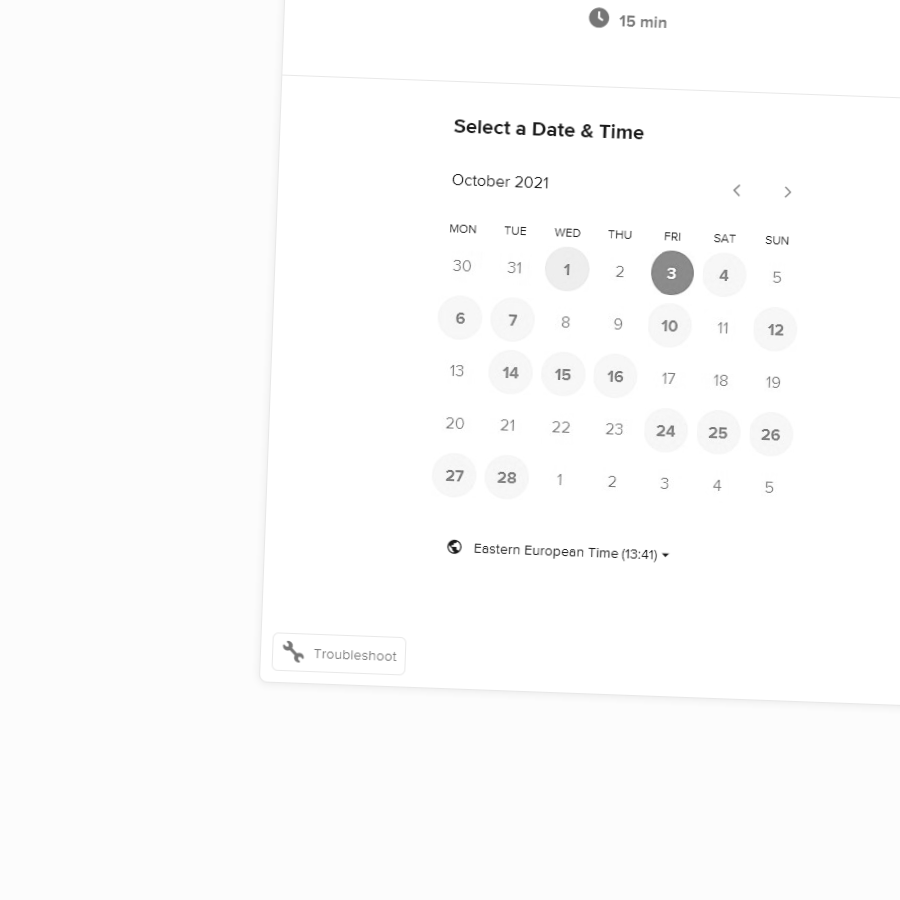 15 min
Select a Date & Time
October 2021
MON TUE WED THU FRI SAT SUN
30 31 1 2 3 4 5
6 7 8 9 10 11 12
13 14 15 16 17 18 19
20 21 22 23 24 25 26
27 28 1 2 3 4 5
Eastern European Time (13:41)
Troubleshoot